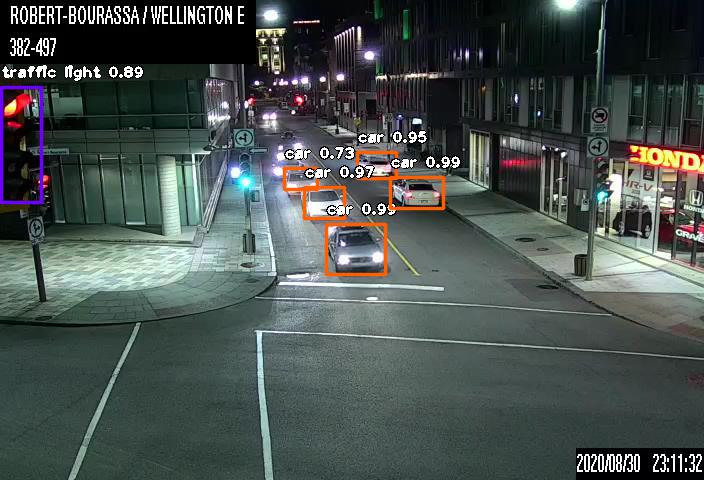 ROBERT-BOURASSA / WELLINGTON E
382-497
traffic light 0.89
car 0.95
car 0.73
car 0.99
car 0.97
car 0.99
HONDA
CR-V
2020/08/30 23:11:32